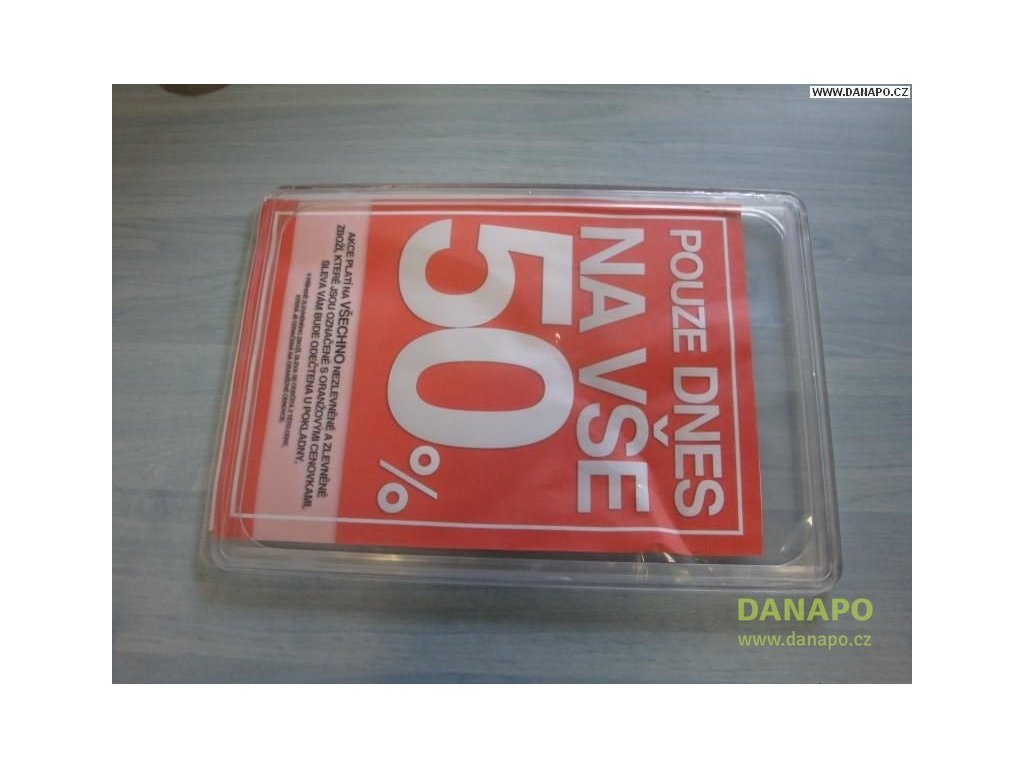 WWW.DANAPO.CZ
POUZE DNES
NA VŠE
50%
AKCE PLATÍ NA VŠECHNO NEZLEVNĚNÉ A ZLEVNĚNÉ
ZBOŽÍ, KTERÉ JSOU OZNAČENÉ S ORANŽOVÝMI CENOVKAMI.
SLEVA VÁM BUDE ODEČTENA U POKLADNY.
DANAPO
www.danapo.cz